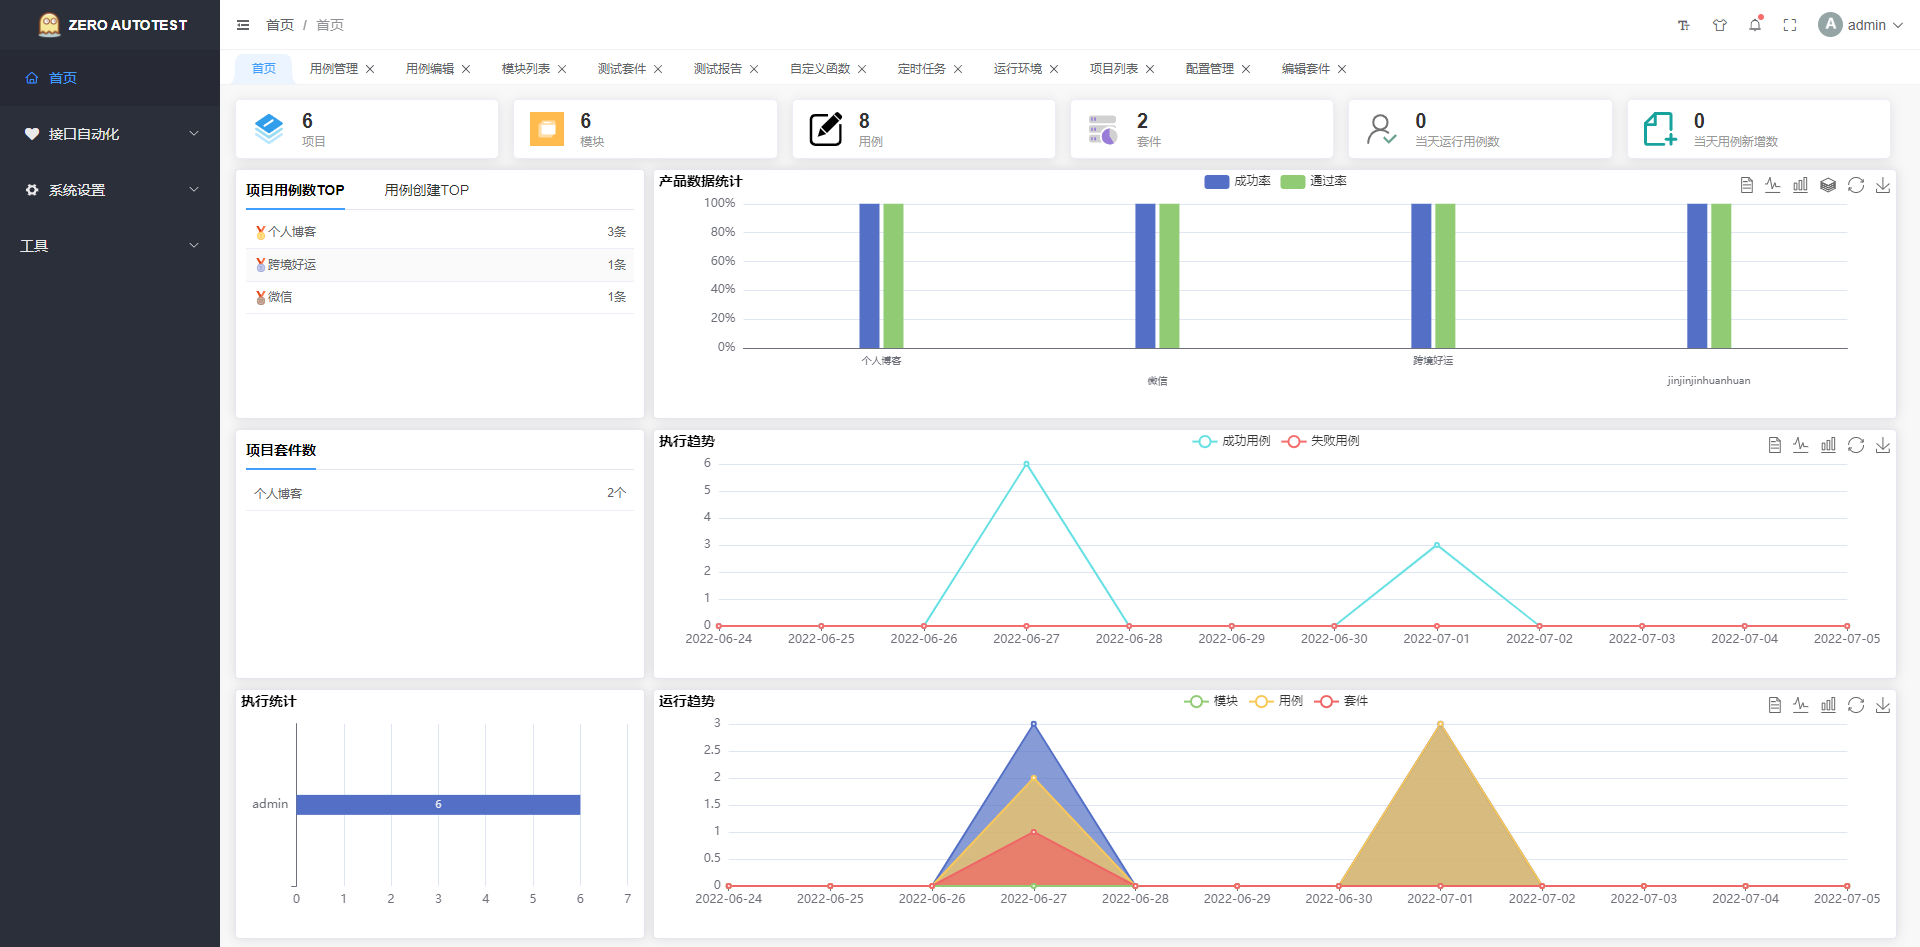 ZERO AUTOTEST
首页
接口自动化
系统设置
工具
首页 / 首页
A admin
首页 用例管理 用例编辑 模块列表 测试套件 测试报告 自定义函数 定时任务 运行环境 项目列表 配置管理 编辑套件
6
项目
6
模块
8
用例
2
套件
0
当天运行用例数
0
当天用例新增数
项目用例数TOP 用例创建TOP
个人博客 3条
跨境好运 1条
微信 1条
产品数据统计
成功率 通过率
100%
80%
60%
40%
20%
0%
个人博客
微信
跨境好运
jinjinjinhuanhuan
项目套件数
个人博客 2个
执行趋势
成功用例 失败用例
6
5
4
3
2
1
0
2022-06-24 2022-06-25 2022-06-26 2022-06-27 2022-06-28 2022-06-29 2022-06-30 2022-07-01 2022-07-02 2022-07-03 2022-07-04 2022-07-05
执行统计
admin 6
0 1 2 3 4 5 6 7
运行趋势
模块 用例 套件
3
2.5
2
1.5
1
0.5
0
2022-06-24 2022-06-25 2022-06-26 2022-06-27 2022-06-28 2022-06-29 2022-06-30 2022-07-01 2022-07-02 2022-07-03 2022-07-04 2022-07-05